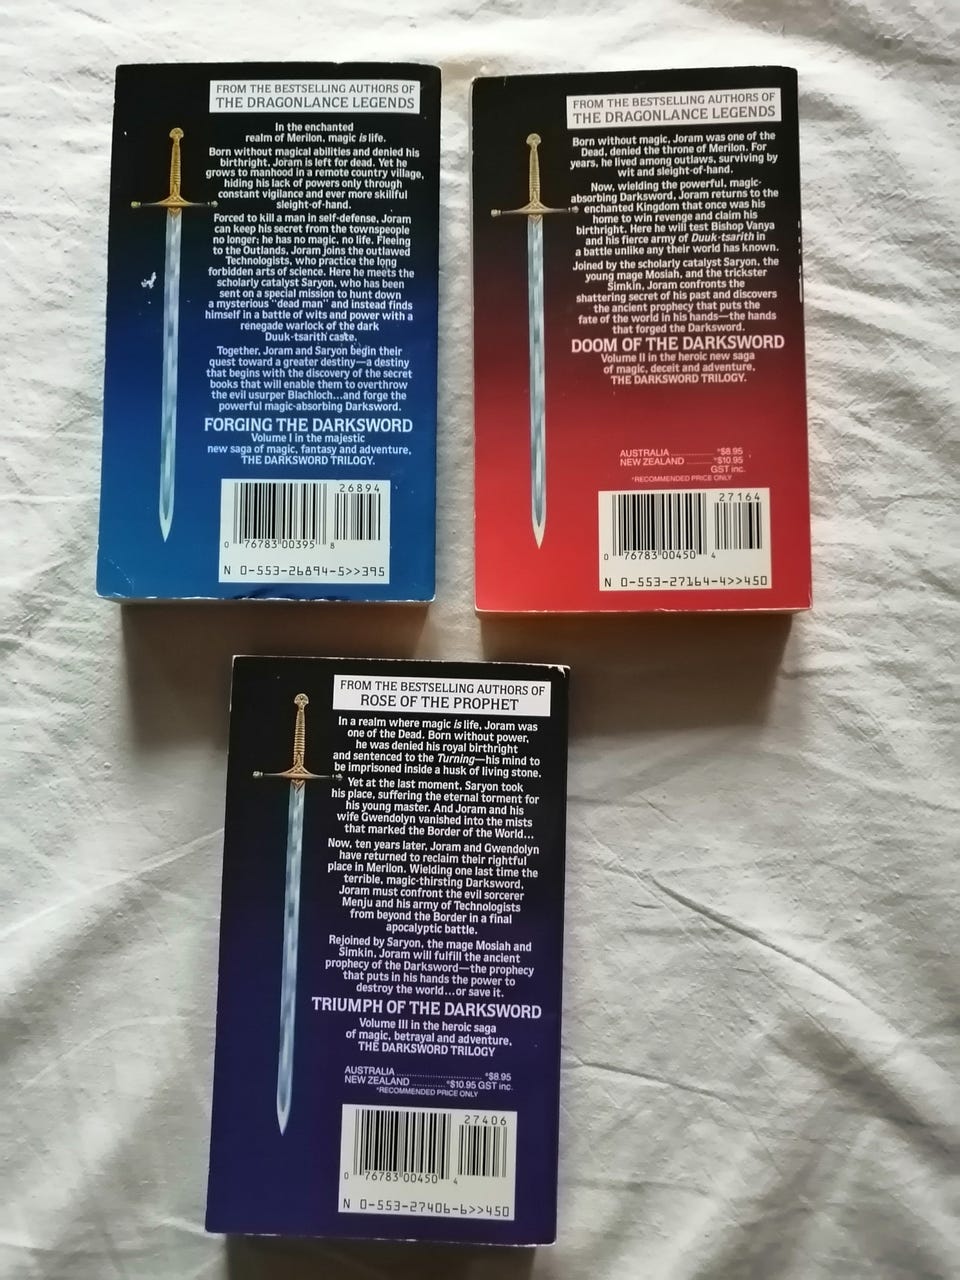 FROM THE BESTSELLING AUTHORS OF
THE DRAGONLANCE LEGENDS
In the enchanted
realm of Merilon, magic is life.
Born without magical abilities and denied his
birthright, Joram is left for dead. Yet he
grows to manhood in a remote country village,
hiding his lack of powers only through
constant vigilance and ever more skillful
sleight-of-hand.
Forced to kill a man in self-defense, Joram
can keep his secret from the townspeople
no longer: he has no magic, no life. Fleeing
to the Outlands, Joram joins the outlawed
Technologists, who practice the long
forbidden arts of science. Here he meets the
scholarly catalyst Saryon, who has been
sent on a special mission to hunt down
a mysterious "dead man" and instead finds
himself in a battle of wits and power with a
renegade warlock of the dark
Duuk-tsarith caste.
Together, Joram and Saryon begin their
quest toward a greater destiny—a destiny
that begins with the discovery of the secret
books that will enable them to overthrow
the evil usurper Blachloch...and forge the
powerful magic-absorbing Darksword.
FORGING THE DARKSWORD
Volume I in the majestic
new saga of magic, fantasy and adventure,
THE DARKSWORD TRILOGY.
26894
0 76783 00395 8
N 0-553-26894-5>>395
FROM THE BESTSELLING AUTHORS OF
THE DRAGONLANCE LEGENDS
Born without magic, Joram was one of the
Dead, denied the throne of Merilon. For
years, he lived among outlaws, surviving by
wit and sleight-of-hand.
Now, wielding the powerful, magic-
absorbing Darksword, Joram returns to the
enchanted Kingdom that once was his
home to win revenge and claim his
birthright. Here he will test Bishop Vanya
and his fierce army of Duuk-tsarith in
a battle unlike any their world has known.
Joined by the scholarly catalyst Saryon, the
young mage Mosiah, and the trickster
Simkin, Joram confronts the
shattering secret of his past and discovers
the ancient prophecy that puts the
fate of the world in his hands—the hands
that forged the Darksword.
DOOM OF THE DARKSWORD
Volume II in the heroic new saga
of magic, deceit and adventure,
THE DARKSWORD TRILOGY.
AUSTRALIA ............ *$8.95
NEW ZEALAND ........ *$10.95
GST inc.
*RECOMMENDED PRICE ONLY
27164
0 76783 00450 4
N 0-553-27164-4>>450
FROM THE BESTSELLING AUTHORS OF
ROSE OF THE PROPHET
In a realm where magic is life, Joram was
one of the Dead. Born without power,
he was denied his royal birthright
and sentenced to the Turning—his mind to
be imprisoned inside a husk of living stone.
Yet at the last moment, Saryon took
his place, suffering the eternal torment for
his young master. And Joram and his
wife Gwendolyn vanished into the mists
that marked the Border of the World...
Now, ten years later, Joram and Gwendolyn
have returned to reclaim their rightful
place in Merilon. Wielding one last time the
terrible, magic-thirsting Darksword,
Joram must confront the evil sorcerer
Menju and his army of Technologists
from beyond the Border in a final
apocalyptic battle.
Rejoined by Saryon, the mage Mosiah and
Simkin, Joram will fulfill the ancient
prophecy of the Darksword—the prophecy
that puts in his hands the power to
destroy the world...or save it.
TRIUMPH OF THE DARKSWORD
Volume III in the heroic saga
of magic, betrayal and adventure,
THE DARKSWORD TRILOGY
AUSTRALIA .................... *$8.95
NEW ZEALAND ............ *$10.95 GST inc.
*RECOMMENDED PRICE ONLY
27406
0 76783 00450 4
N 0-553-27406-6>>450